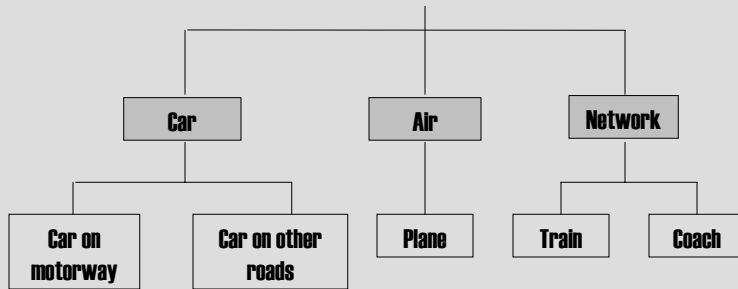 Car
Air
Network
Car on
motorway
Car on other
roads
Plane
Train
Coach